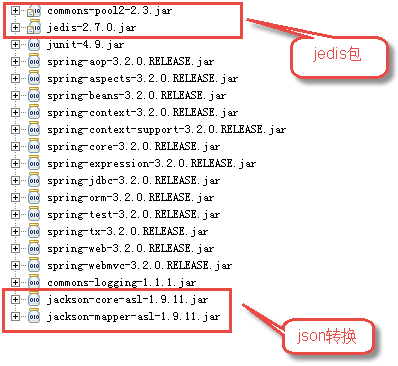 commons-pool2-2.3.jar
jedis-2.7.0.jar
jedis包
junit-4.9.jar
spring-aop-3.2.0.RELEASE.jar
spring-aspects-3.2.0.RELEASE.jar
spring-beans-3.2.0.RELEASE.jar
spring-context-3.2.0.RELEASE.jar
spring-context-support-3.2.0.RELEASE.jar
spring-core-3.2.0.RELEASE.jar
spring-expression-3.2.0.RELEASE.jar
spring-jdbc-3.2.0.RELEASE.jar
spring-orm-3.2.0.RELEASE.jar
spring-test-3.2.0.RELEASE.jar
spring-tx-3.2.0.RELEASE.jar
spring-web-3.2.0.RELEASE.jar
spring-webmvc-3.2.0.RELEASE.jar
commons-logging-1.1.1.jar
jackson-core-asl-1.9.11.jar
jackson-mapper-asl-1.9.11.jar
json转换